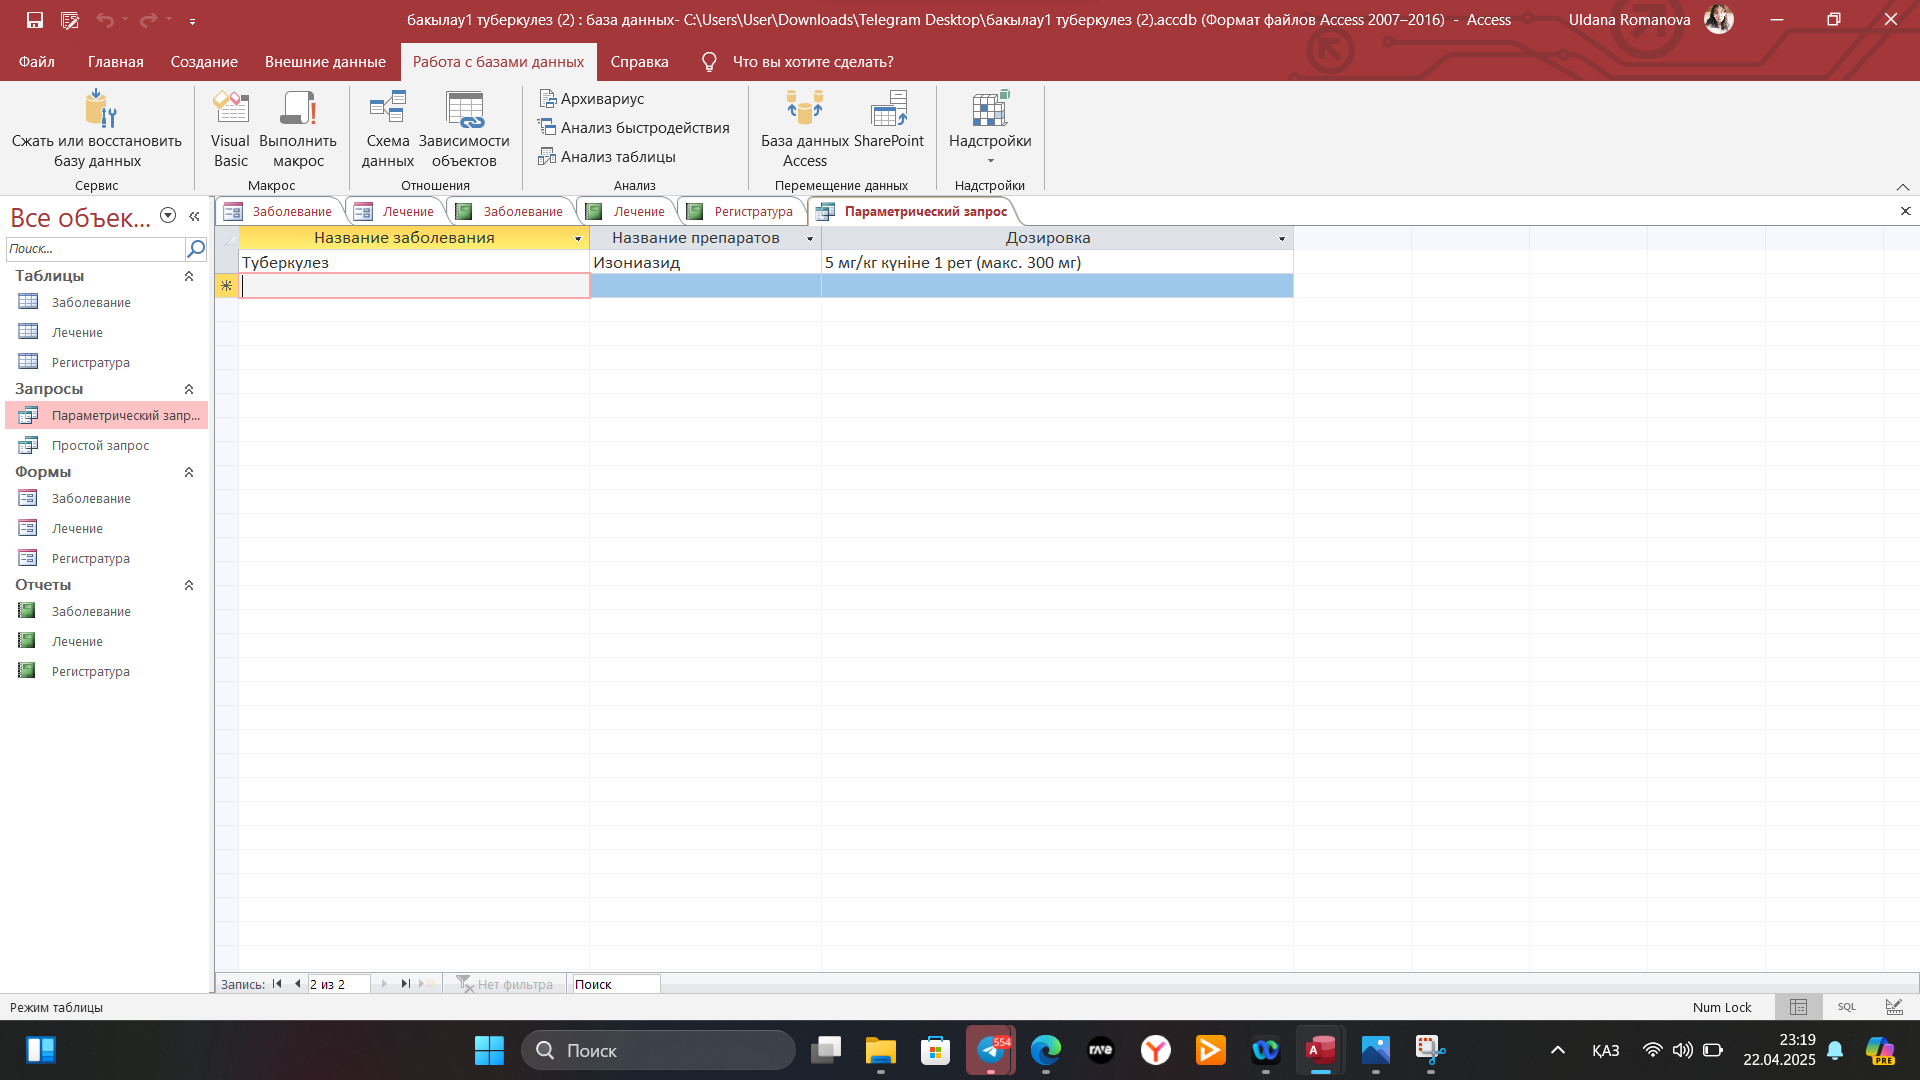 бакылау1 туберкулез (2) : база данных- C:\Users\User\Downloads\Telegram Desktop\бакылау1 туберкулез (2).accdb (Формат файлов Access 2007–2016) - Access
Uldana Romanova
Файл
Главная
Создание
Внешние данные
Работа с базами данных
Справка
Что вы хотите сделать?
Сжать или восстановить базу данных
Visual Basic
Выполнить макрос
Схема данных
Зависимости объектов
Архивариус
Анализ быстродействия
Анализ таблицы
База данных Access
SharePoint
Надстройки
Сервис
Макрос
Отношения
Анализ
Перемещение данных
Надстройки
Все объек...
Поиск...
Таблицы
Заболевание
Лечение
Регистратура
Запросы
Параметрический запр...
Простой запрос
Формы
Заболевание
Лечение
Регистратура
Отчеты
Заболевание
Лечение
Регистратура
Заболевание
Лечение
Заболевание
Лечение
Регистратура
Параметрический запрос
Название заболевания
Название препаратов
Дозировка
Туберкулез
Изониазид
5 мг/кг күніне 1 рет (макс. 300 мг)
Запись:
2 из 2
Нет фильтра
Поиск
Режим таблицы
Num Lock
SQL
Поиск
554
rave
PRE
ҚАЗ
23:19
22.04.2025